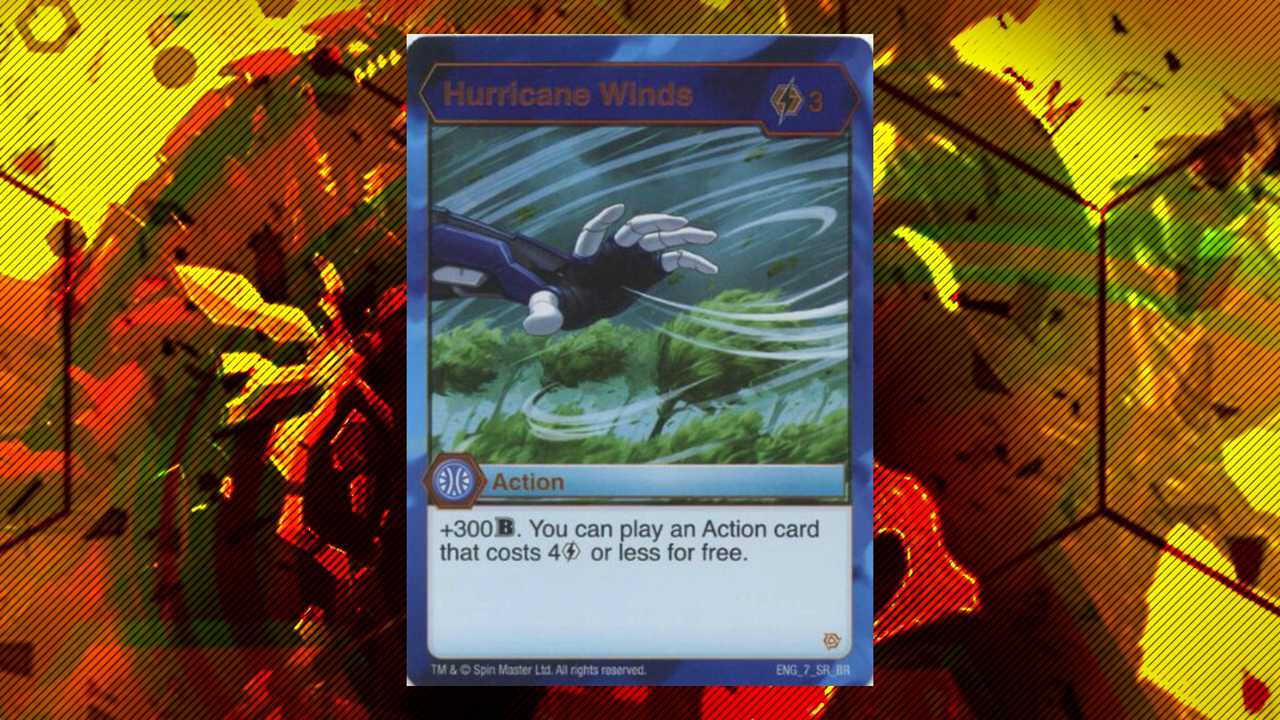 Hurricane Winds
3
Action
+300 B. You can play an Action card
that costs 4 or less for free.
TM & © Spin Master Ltd. All rights reserved.
ENG_7_SR_BR